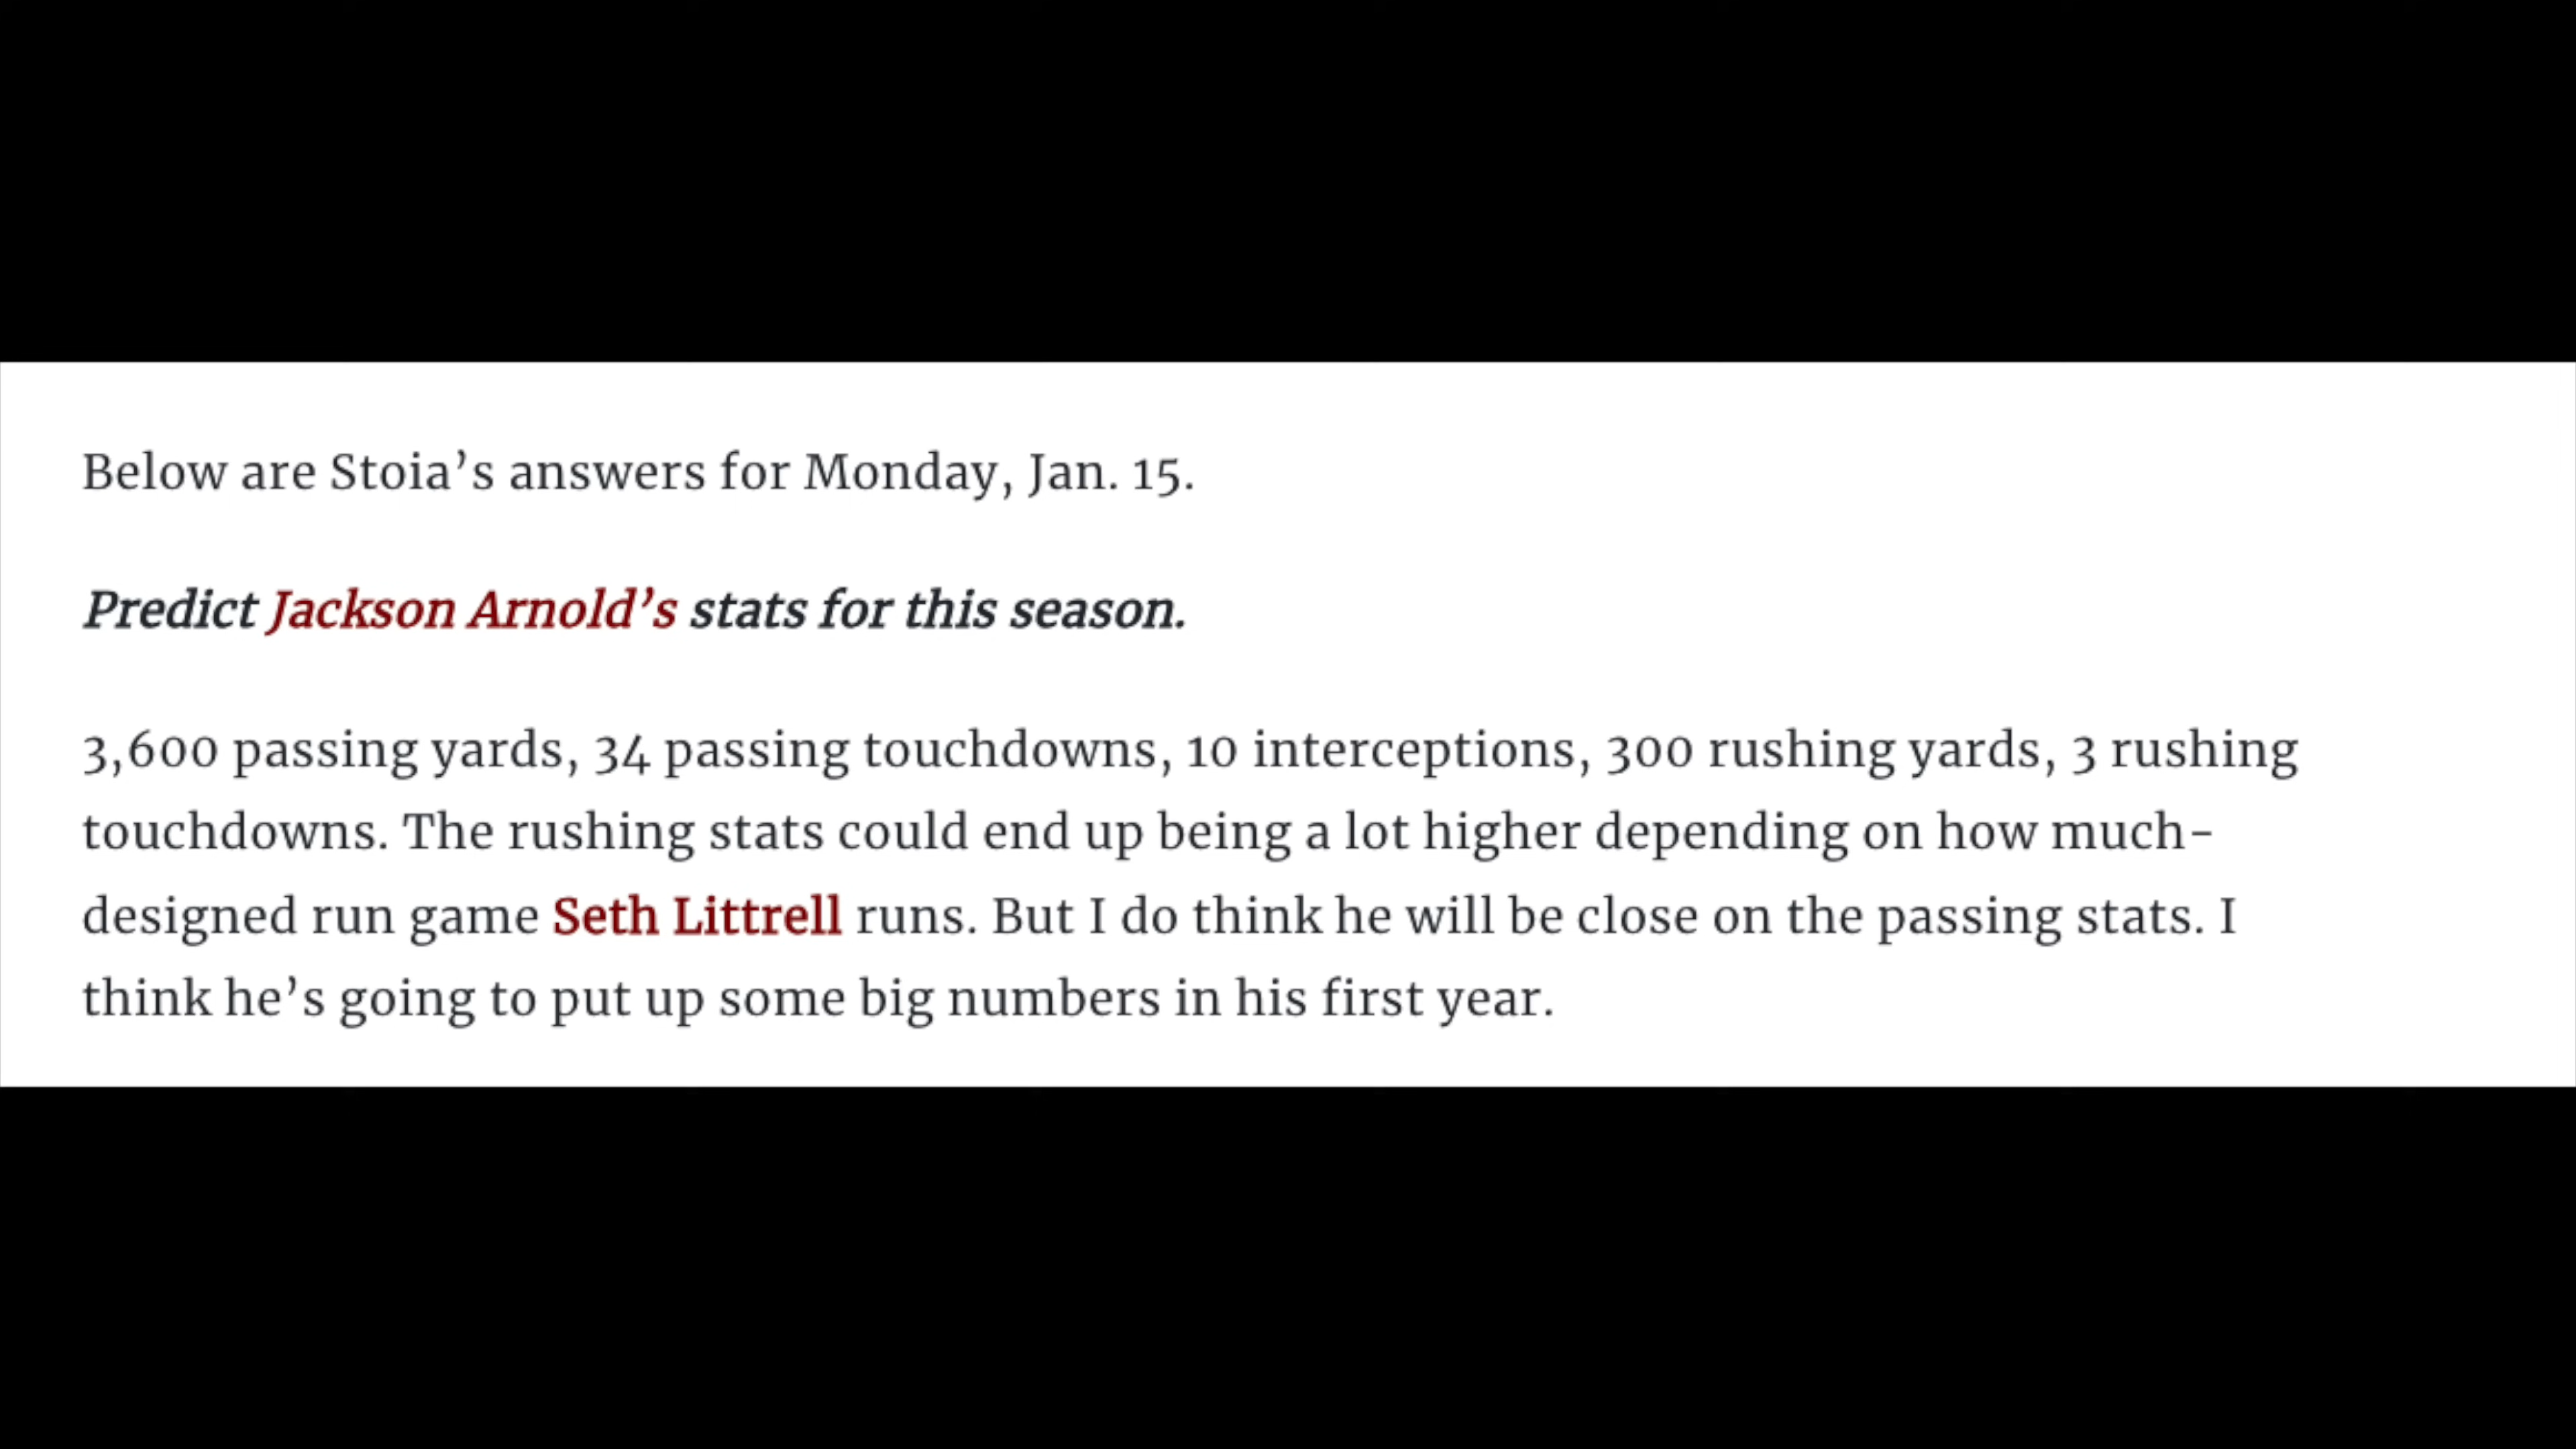 Below are Stoia’s answers for Monday, Jan. 15.
Predict Jackson Arnold’s stats for this season.
3,600 passing yards, 34 passing touchdowns, 10 interceptions, 300 rushing yards, 3 rushing
touchdowns. The rushing stats could end up being a lot higher depending on how much-
designed run game Seth Littrell runs. But I do think he will be close on the passing stats. I
think he’s going to put up some big numbers in his first year.